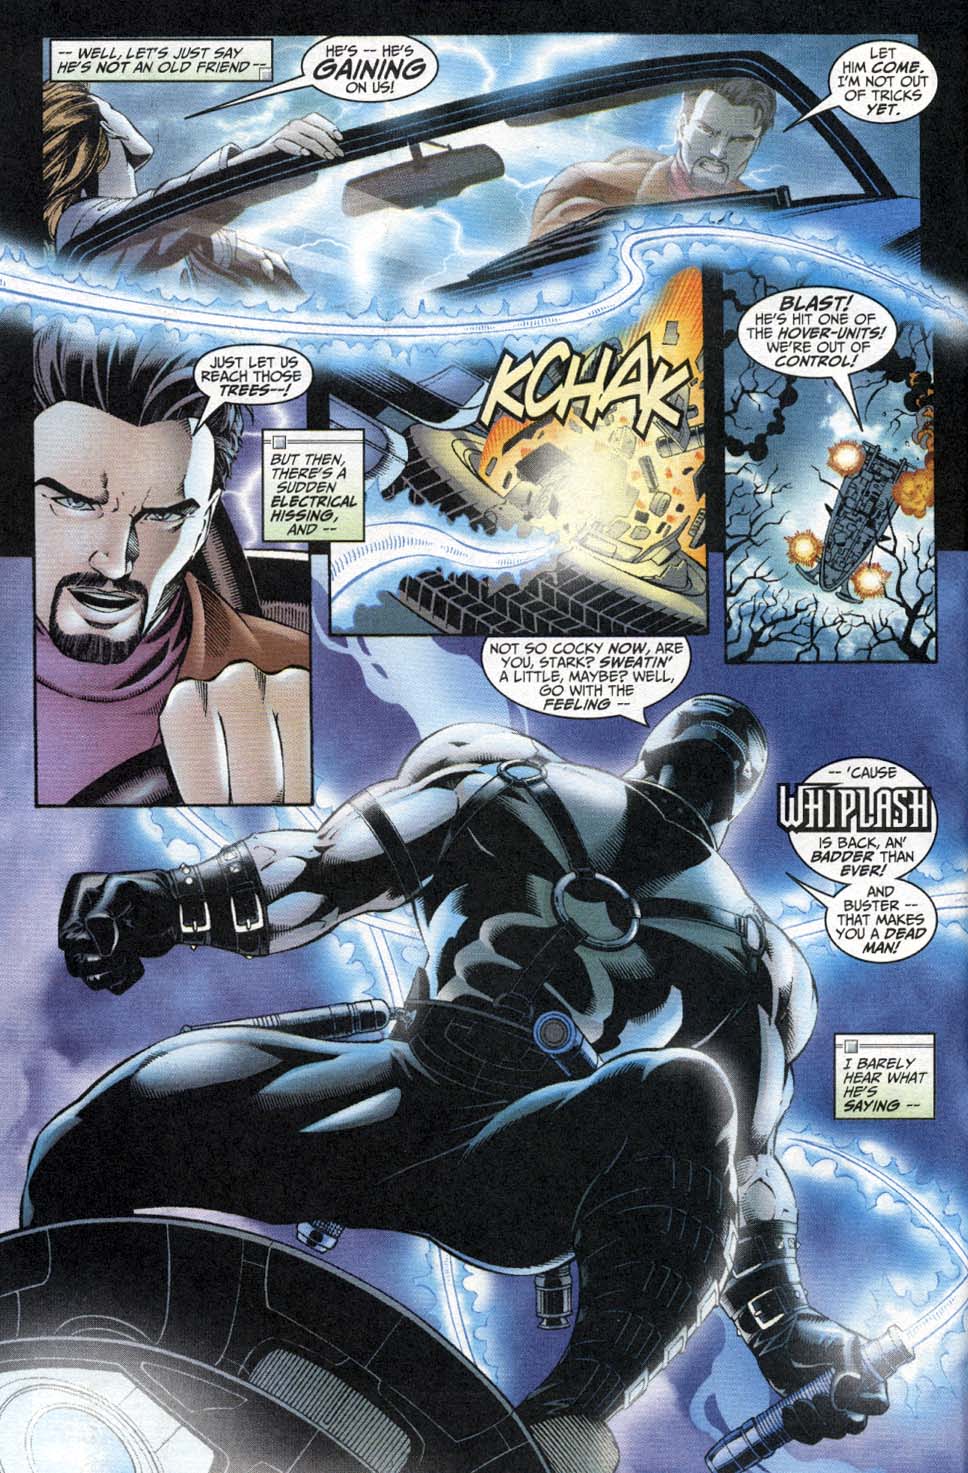 -- WELL, LET'S JUST SAY
HE'S NOT AN OLD FRIEND --
HE'S -- HE'S
GAINING
ON US!
LET
HIM COME.
I'M NOT OUT
OF TRICKS
YET.
JUST LET US
REACH THOSE
TREES--!
BUT THEN,
THERE'S A
SUDDEN
ELECTRICAL
HISSING,
AND --
KCHAK
BLAST!
HE'S HIT ONE OF
THE HOVER-UNITS!
WE'RE OUT OF
CONTROL!
NOT SO COCKY NOW, ARE
YOU, STARK? SWEATIN'
A LITTLE, MAYBE? WELL,
GO WITH THE
FEELING --
-- 'CAUSE
WHIPLASH
IS BACK, AN'
BADDER THAN
EVER!
AND
BUSTER --
THAT MAKES
YOU A DEAD
MAN!
I BARELY
HEAR WHAT
HE'S
SAYING --